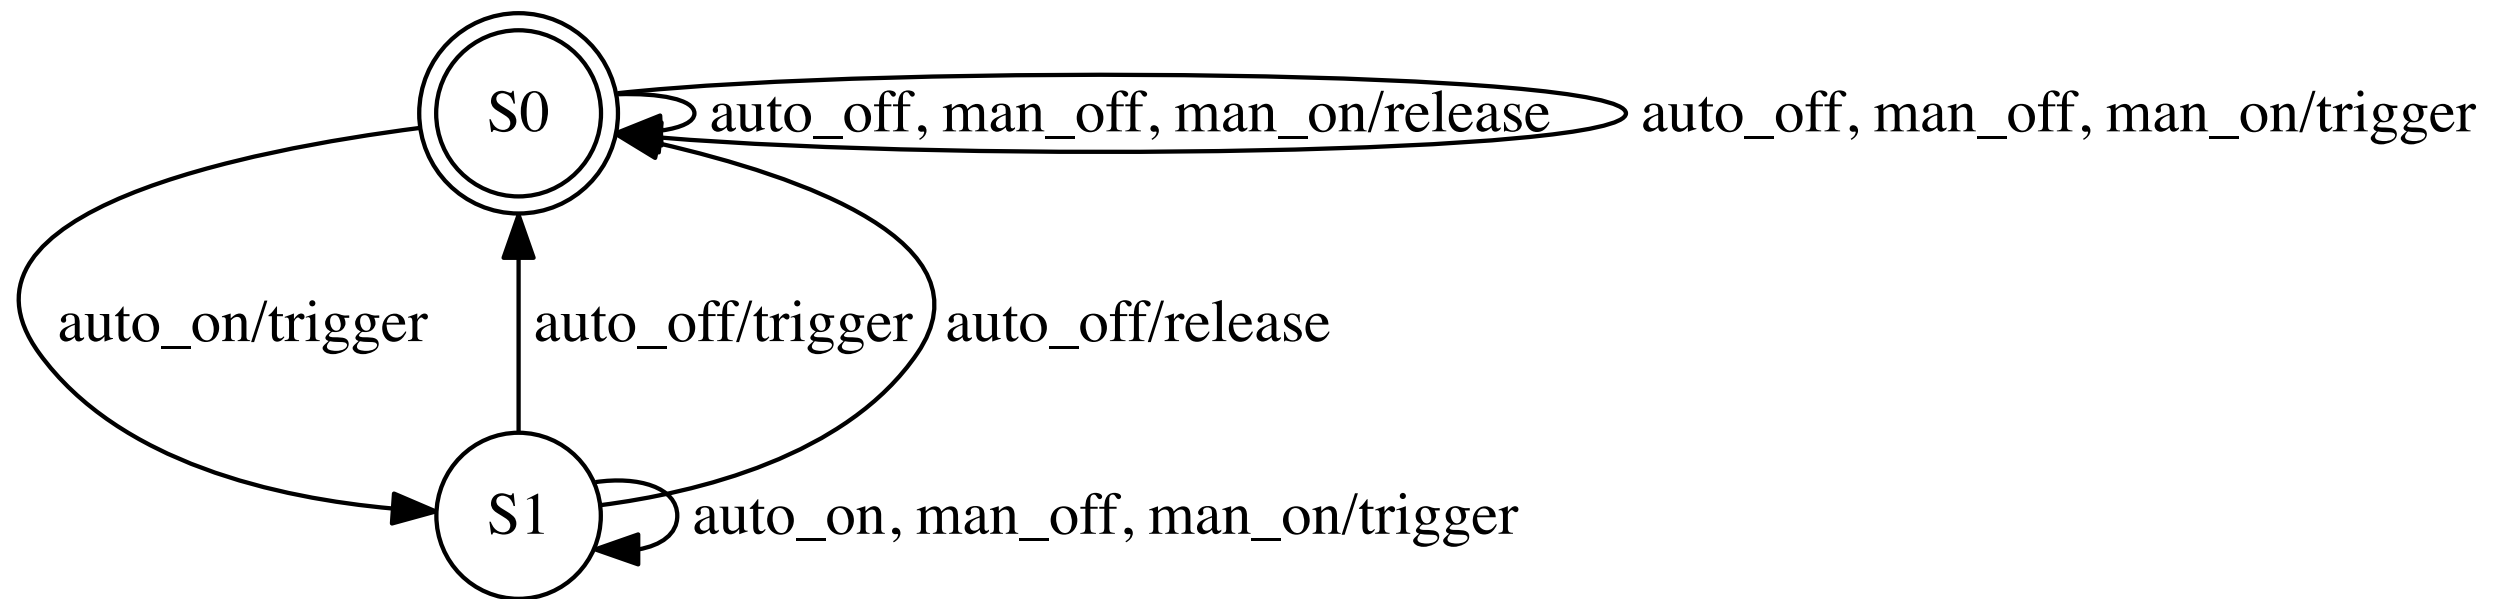 S0
auto_off, man_off, man_on/release
auto_off, man_off, man_on/trigger
auto_on/trigger
auto_off/trigger
auto_off/release
S1
auto_on, man_off, man_on/trigger